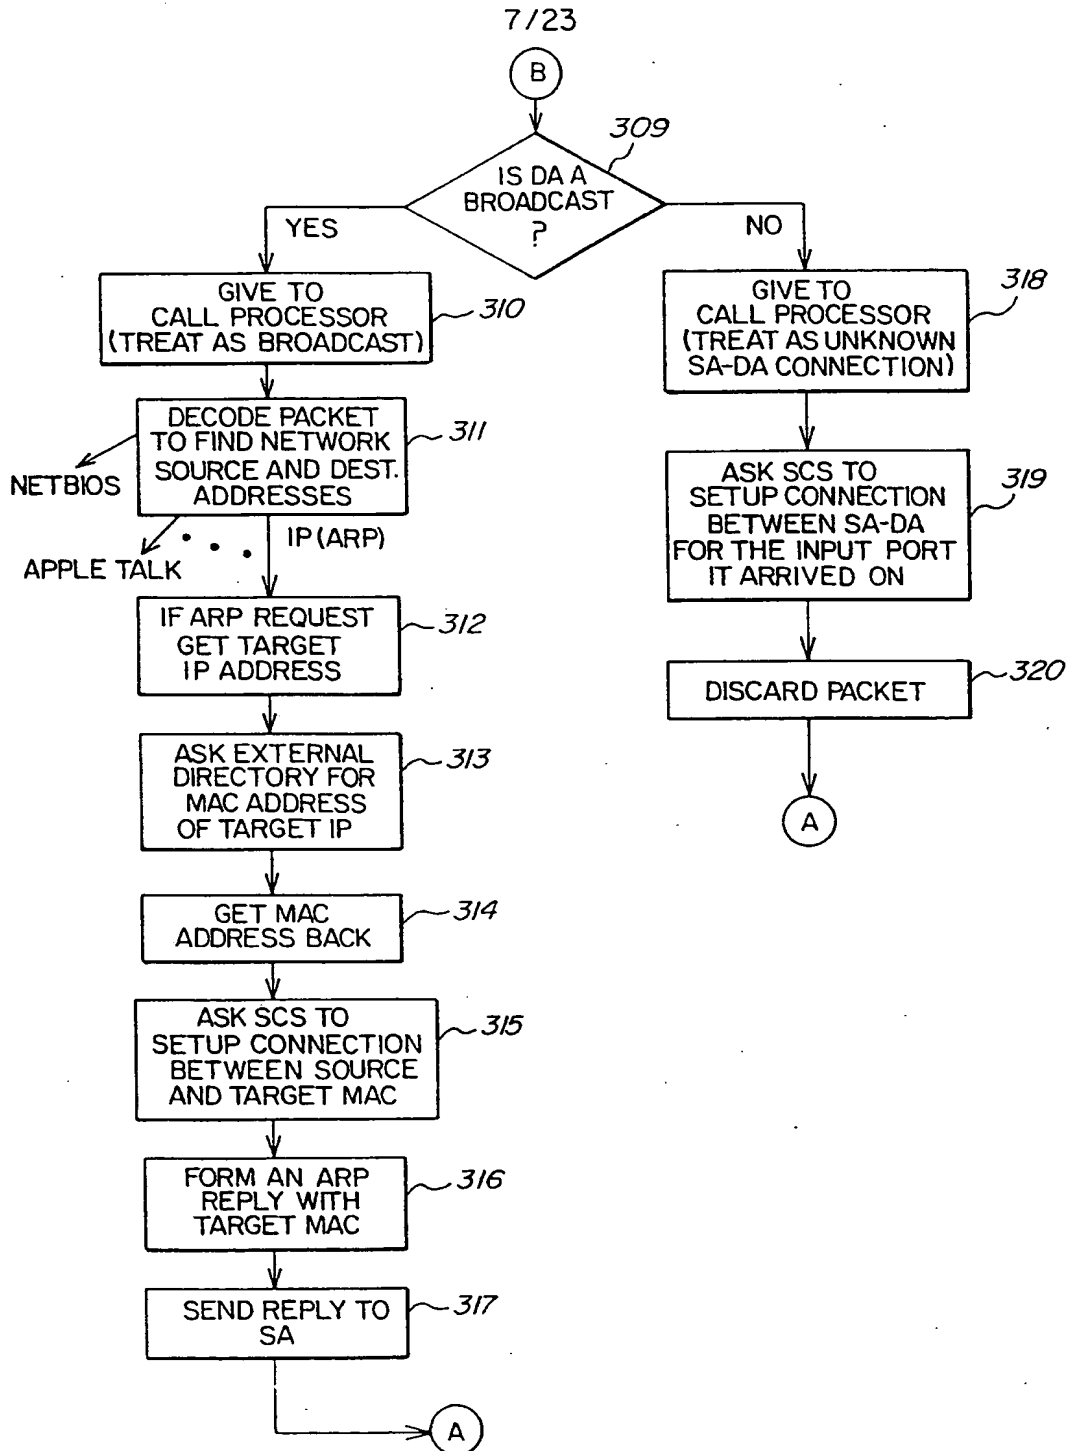 7/23
B
309
IS DA A
BROADCAST
?
YES
NO
GIVE TO
CALL PROCESSOR
(TREAT AS BROADCAST)
310
DECODE PACKET
TO FIND NETWORK
SOURCE AND DEST.
ADDRESSES
311
NETBIOS
APPLE TALK
IP (ARP)
IF ARP REQUEST
GET TARGET
IP ADDRESS
312
ASK EXTERNAL
DIRECTORY FOR
MAC ADDRESS
OF TARGET IP
313
GET MAC
ADDRESS BACK
314
ASK SCS TO
SETUP CONNECTION
BETWEEN SOURCE
AND TARGET MAC
315
FORM AN ARP
REPLY WITH
TARGET MAC
316
SEND REPLY TO
SA
317
A
GIVE TO
CALL PROCESSOR
(TREAT AS UNKNOWN
SA-DA CONNECTION)
318
ASK SCS TO
SETUP CONNECTION
BETWEEN SA-DA
FOR THE INPUT PORT
IT ARRIVED ON
319
DISCARD PACKET
320
A